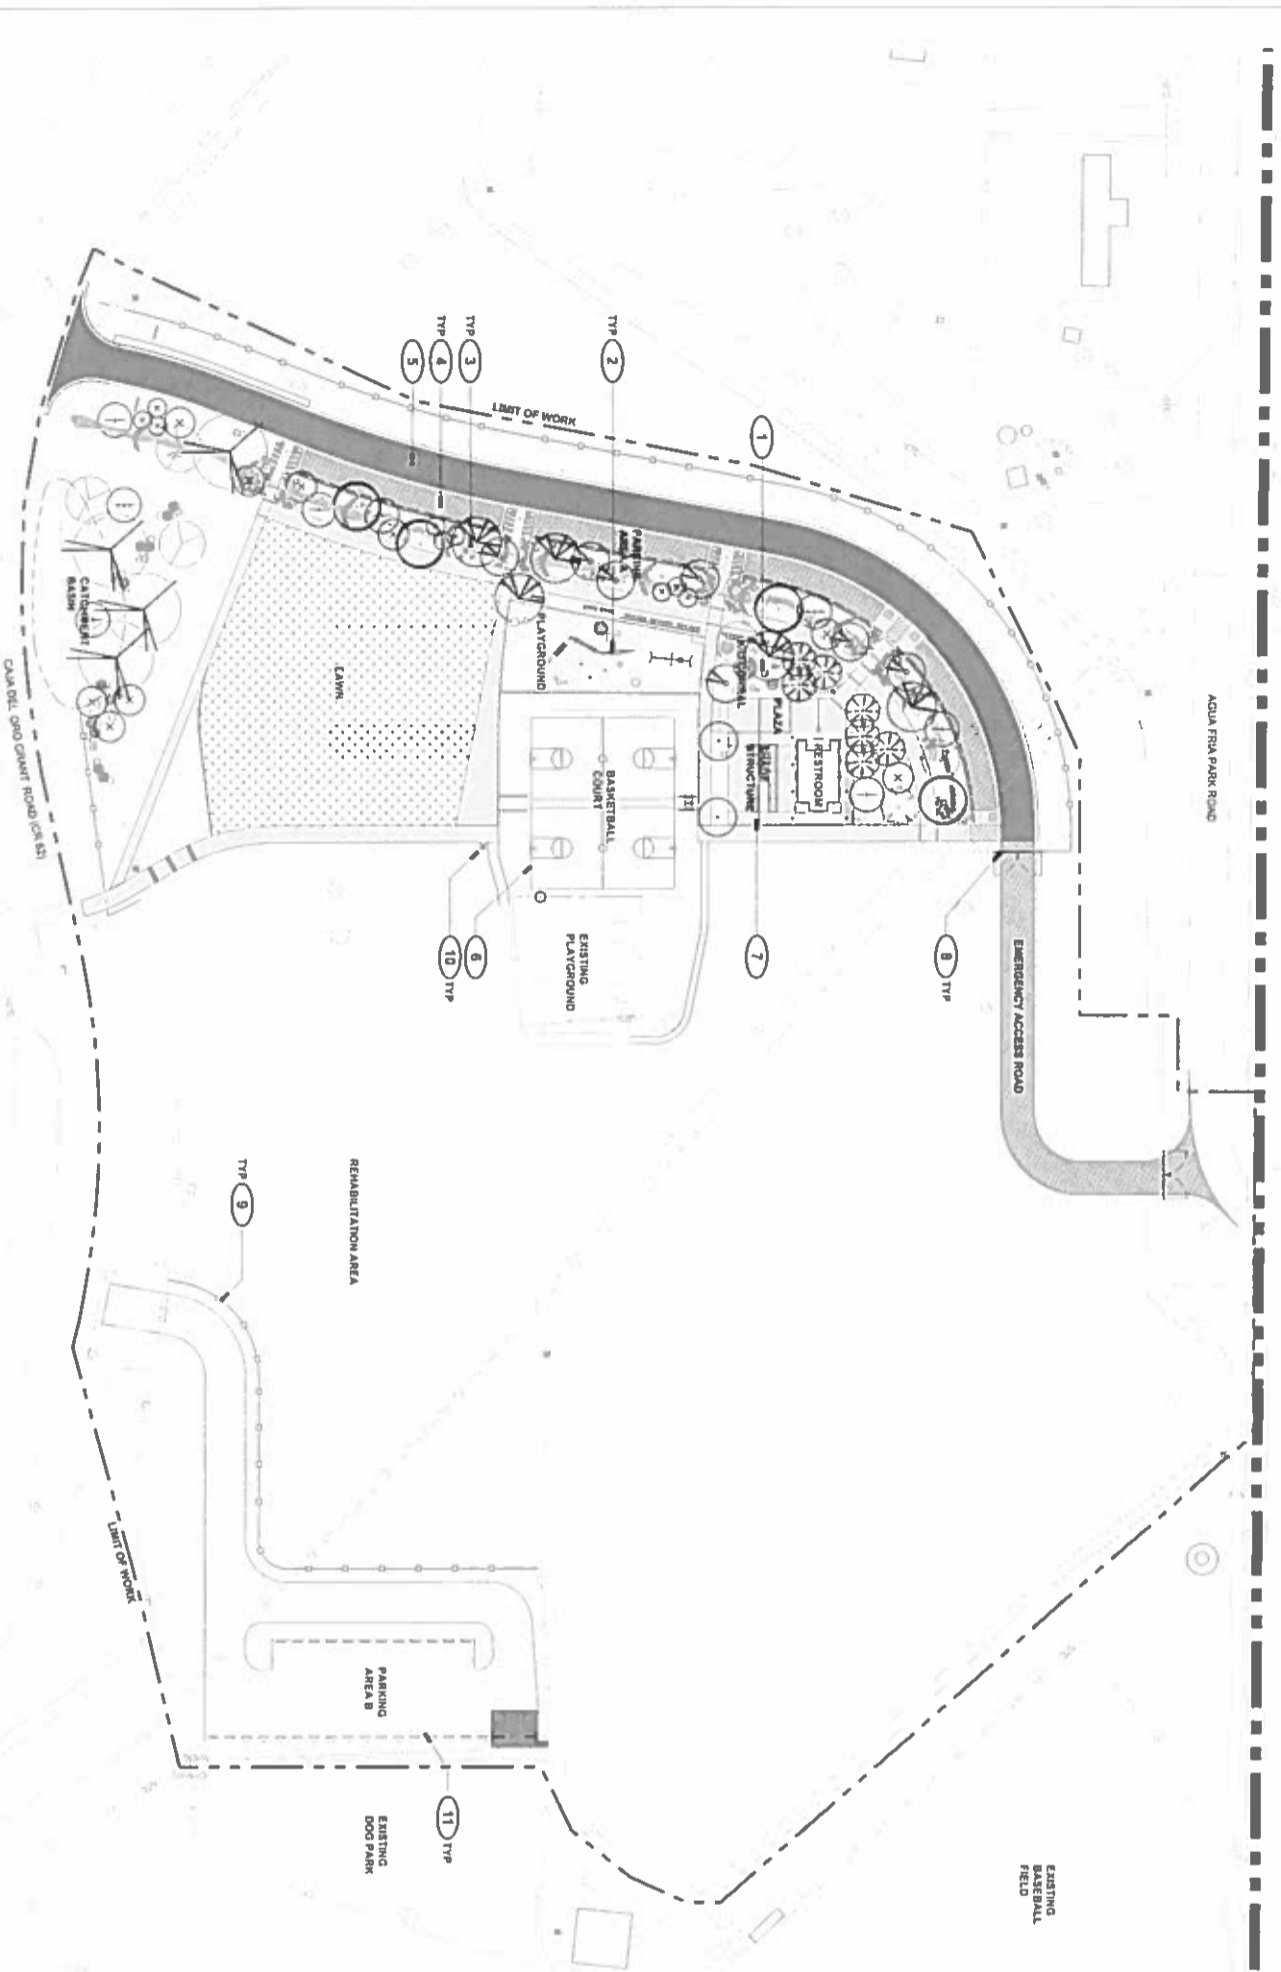 AGUA FRIA PARK ROAD
LIMIT OF WORK
TYP 2
1
TYP 3
TYP 4
5
PARKING
AREA A
PLAYGROUND
PLAZA
STRUCTURE
RESTROOM
BASKETBALL
COURT
LAWN
CATCHMENT
BASIN
CAJA DEL ORO GRANT ROAD (CR 62)
EXISTING
PLAYGROUND
6
10 TYP
7
8 TYP
EMERGENCY ACCESS ROAD
REHABILITATION AREA
TYP 9
LIMIT OF WORK
PARKING
AREA B
11 TYP
EXISTING
DOG PARK
EXISTING
BASEBALL
FIELD